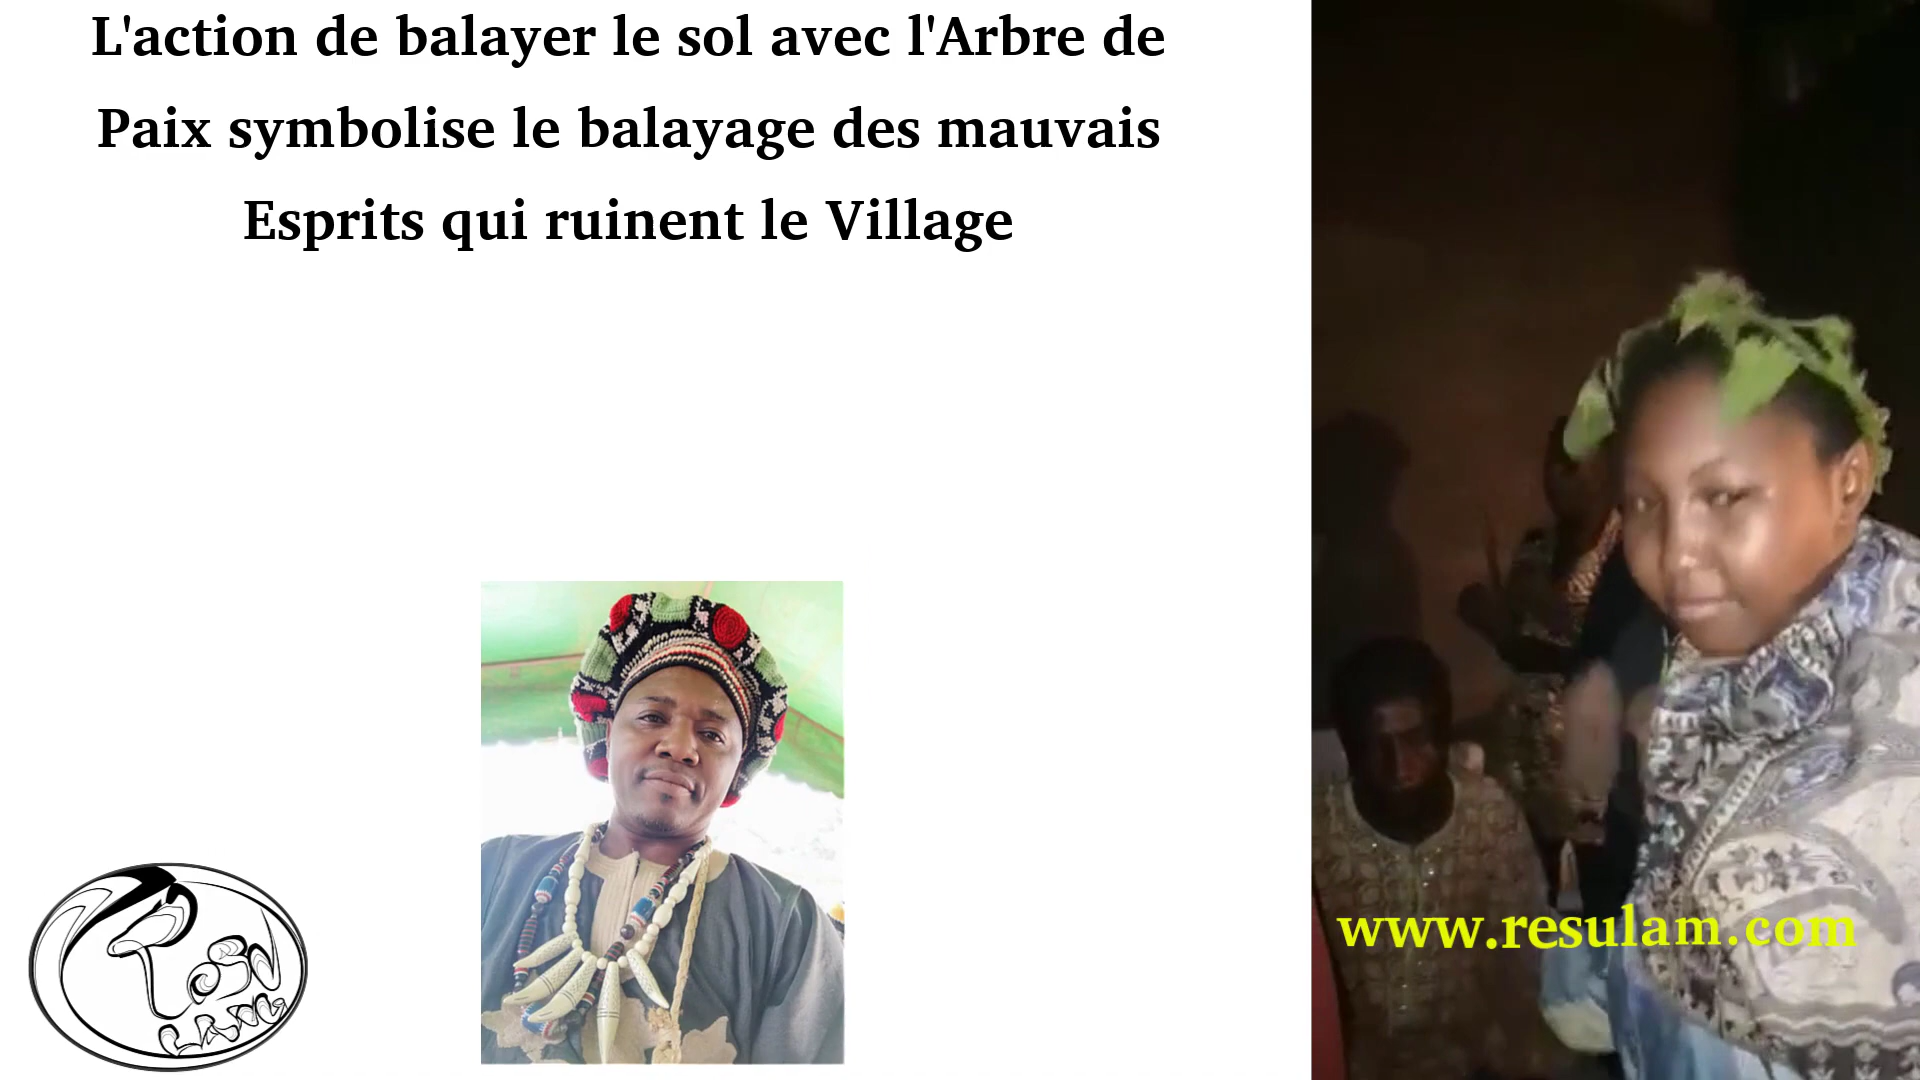 L'action de balayer le sol avec l'Arbre de
Paix symbolise le balayage des mauvais
Esprits qui ruinent le Village
www.resulam.com